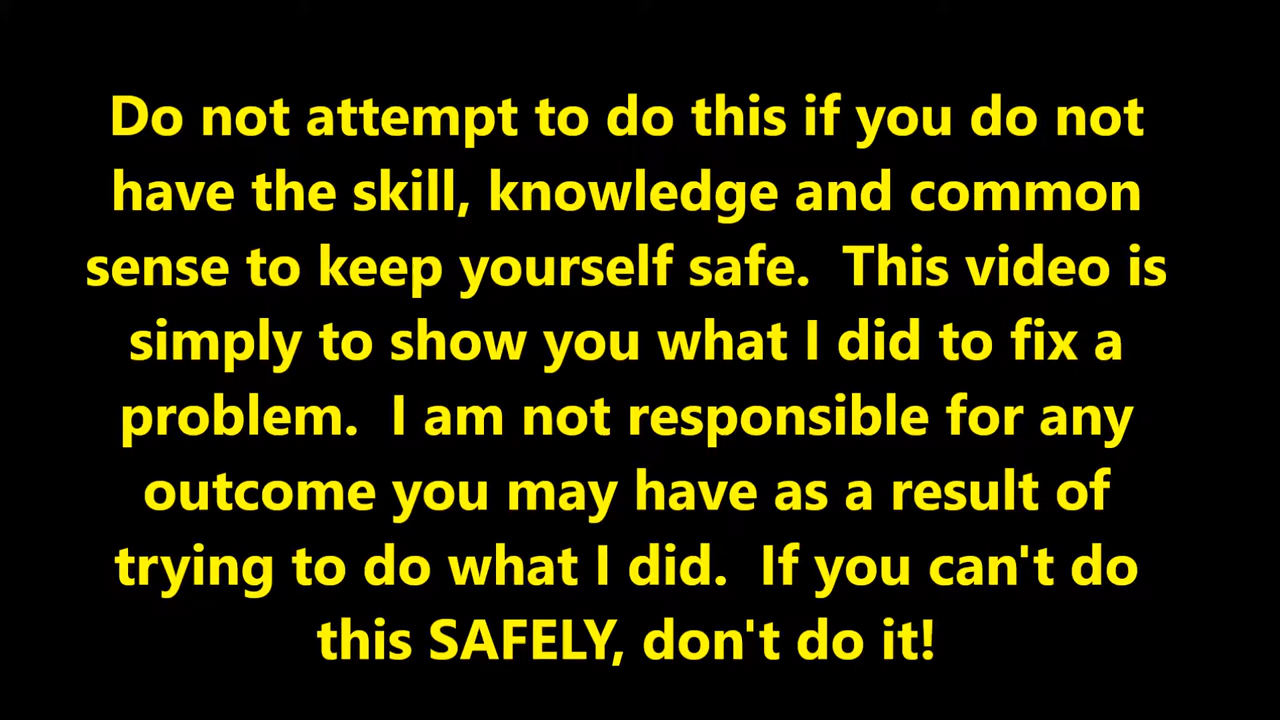 Do not attempt to do this if you do not
have the skill, knowledge and common
sense to keep yourself safe.  This video is
simply to show you what I did to fix a
problem.  I am not responsible for any
outcome you may have as a result of
trying to do what I did.  If you can't do
this SAFELY, don't do it!